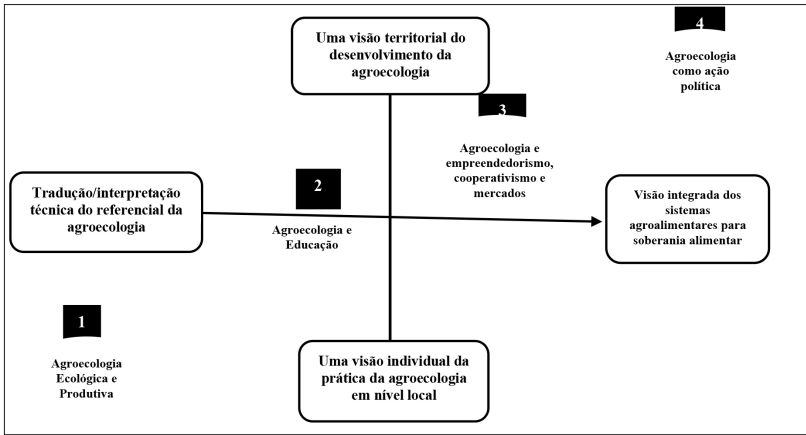 Uma visão territorial do
desenvolvimento da
agroecologia
4
Agroecologia
como ação
política
3
Agroecologia e
empreendedorismo,
cooperativismo e
mercados
Tradução/interpretação
técnica do referencial da
agroecologia
2
Agroecologia e
Educação
Visão integrada dos
sistemas
agroalimentares para
soberania alimentar
1
Agroecologia
Ecológica e
Produtiva
Uma visão individual da
prática da agroecologia
em nível local